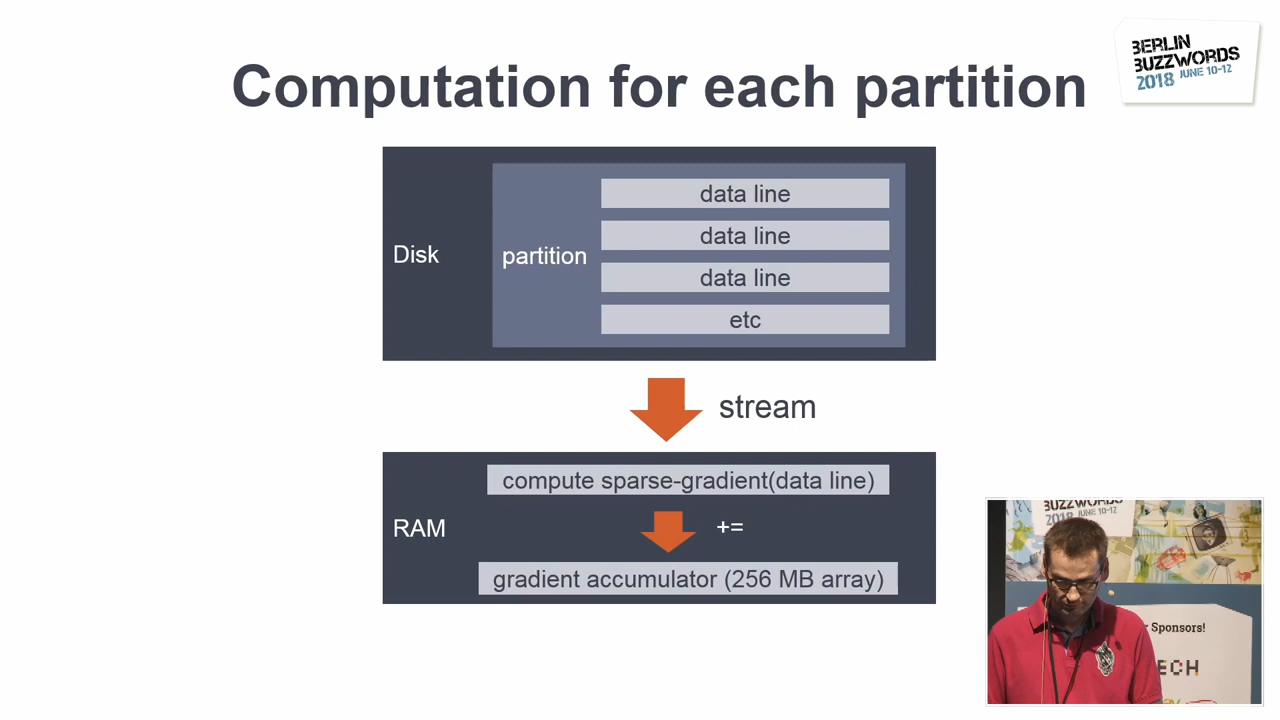 BERLIN
BUZZWORDS
2018 JUNE 10-12
Computation for each partition
Disk
partition
data line
data line
data line
etc
stream
RAM
compute sparse-gradient(data line)
+=
gradient accumulator (256 MB array)
BUZZWORDS
2018 JUNE 10-12
Sponsors!
ECH